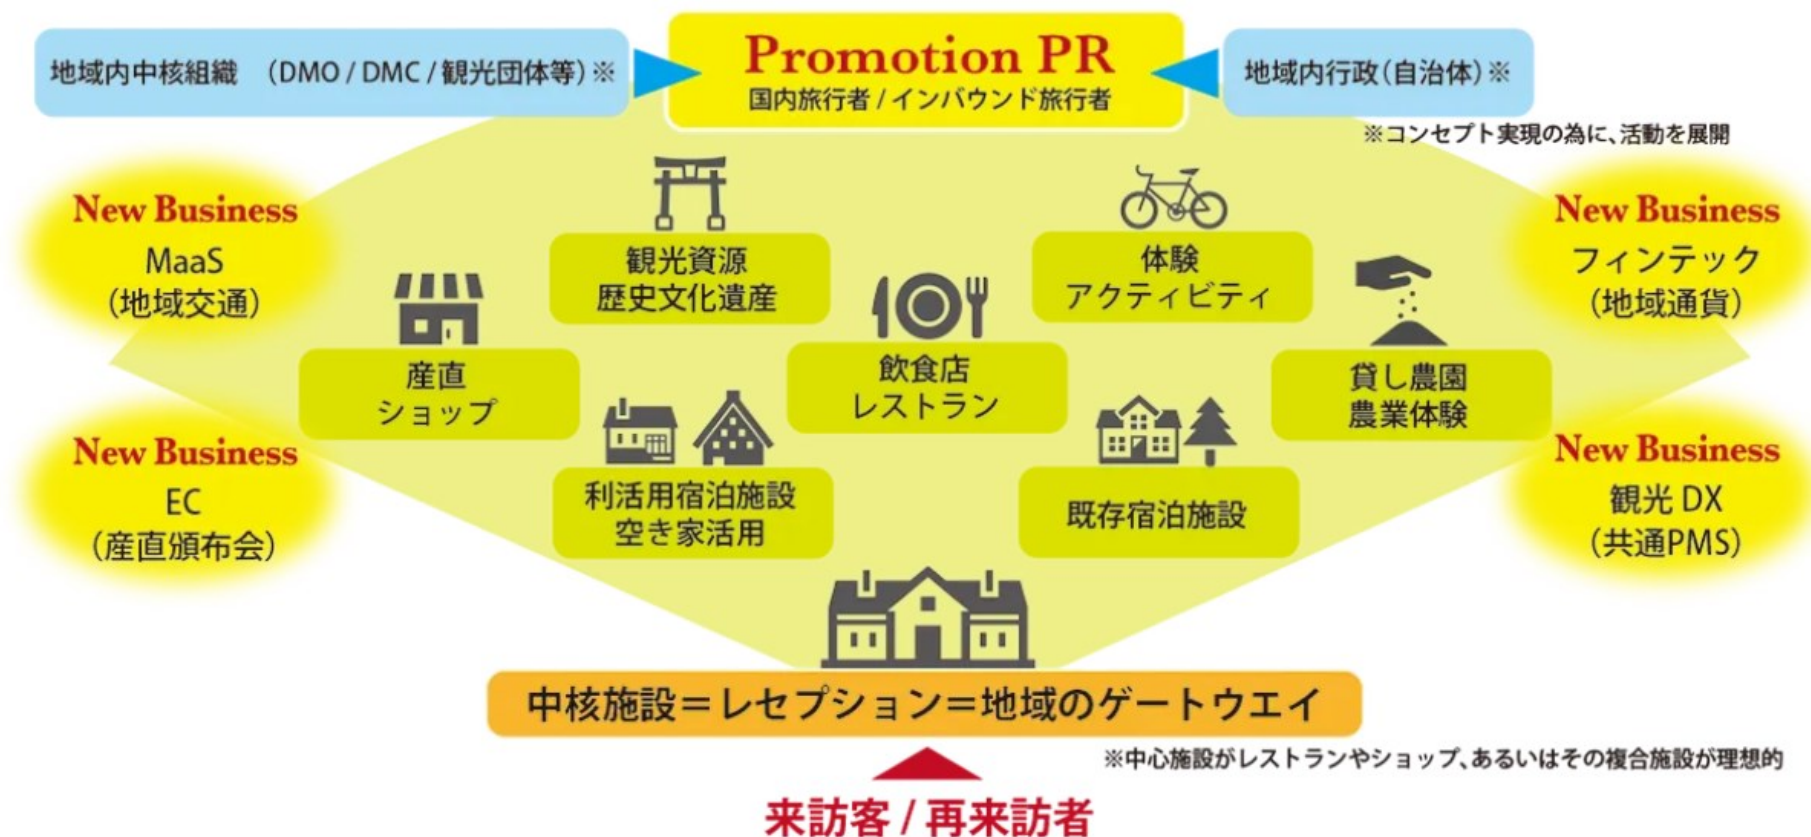 地域内中核組織 （DMO / DMC / 観光団体等）※
Promotion PR
国内旅行者 / インバウンド旅行者
地域内行政（自治体）※
※コンセプト実現の為に、活動を展開
New Business
MaaS
（地域交通）
観光資源
歴史文化遺産
体験
アクティビティ
New Business
フィンテック
（地域通貨）
産直
ショップ
飲食店
レストラン
貸し農園
農業体験
New Business
EC
（産直頒布会）
利活用宿泊施設
空き家活用
既存宿泊施設
New Business
観光 DX
（共通PMS）
中核施設＝レセプション＝地域のゲートウエイ
※中心施設がレストランやショップ、あるいはその複合施設が理想的
来訪客 / 再来訪者